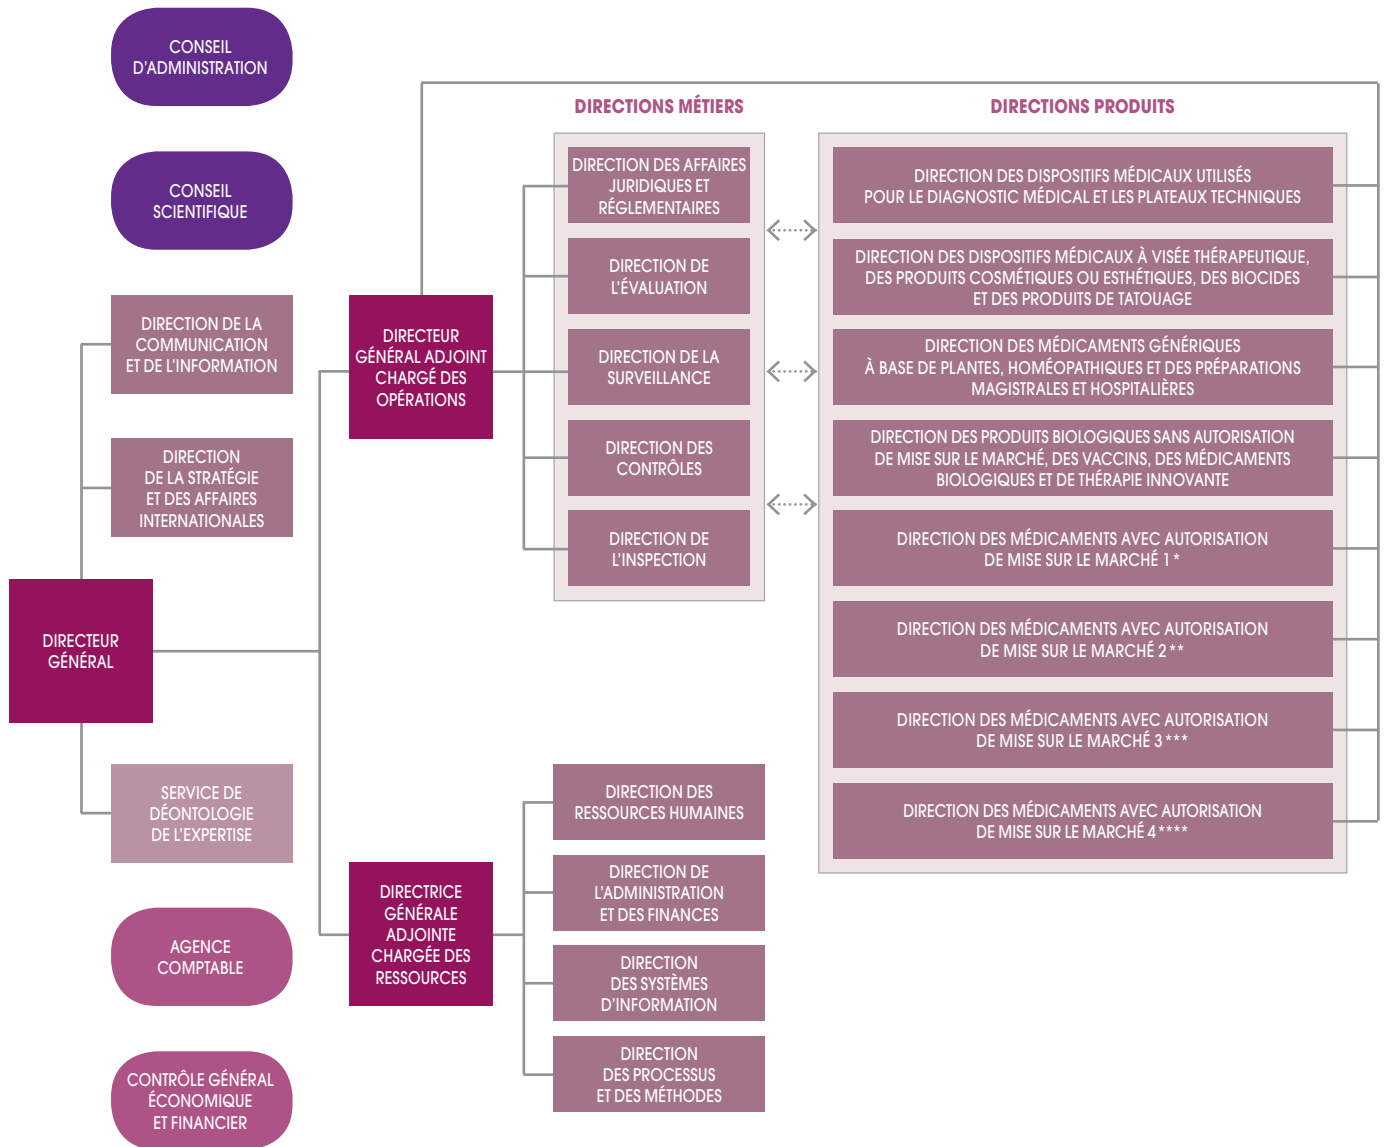 CONSEIL
D'ADMINISTRATION
CONSEIL
SCIENTIFIQUE
DIRECTION DE LA
COMMUNICATION
ET DE L'INFORMATION
DIRECTION
DE LA STRATÉGIE
ET DES AFFAIRES
INTERNATIONALES
DIRECTEUR
GÉNÉRAL
SERVICE DE
DÉONTOLOGIE
DE L'EXPERTISE
AGENCE
COMPTABLE
CONTRÔLE GÉNÉRAL
ÉCONOMIQUE
ET FINANCIER
DIRECTEUR
GÉNÉRAL ADJOINT
CHARGÉ DES
OPÉRATIONS
DIRECTRICE
GÉNÉRALE
ADJOINTE
CHARGÉE DES
RESSOURCES
DIRECTIONS MÉTIERS
DIRECTION DES AFFAIRES
JURIDIQUES ET
RÉGLEMENTAIRES
DIRECTION DE
L'ÉVALUATION
DIRECTION DE LA
SURVEILLANCE
DIRECTION DES
CONTRÔLES
DIRECTION DE
L'INSPECTION
DIRECTION DES
RESSOURCES HUMAINES
DIRECTION DE
L'ADMINISTRATION
ET DES FINANCES
DIRECTION
DES SYSTÈMES
D'INFORMATION
DIRECTION
DES PROCESSUS
ET DES MÉTHODES
DIRECTIONS PRODUITS
DIRECTION DES DISPOSITIFS MÉDICAUX UTILISÉS
POUR LE DIAGNOSTIC MÉDICAL ET LES PLATEAUX TECHNIQUES
DIRECTION DES DISPOSITIFS MÉDICAUX À VISÉE THÉRAPEUTIQUE,
DES PRODUITS COSMÉTIQUES OU ESTHÉTIQUES, DES BIOCIDES
ET DES PRODUITS DE TATOUAGE
DIRECTION DES MÉDICAMENTS GÉNÉRIQUES
À BASE DE PLANTES, HOMÉOPATHIQUES ET DES PRÉPARATIONS
MAGISTRALES ET HOSPITALIÈRES
DIRECTION DES PRODUITS BIOLOGIQUES SANS AUTORISATION
DE MISE SUR LE MARCHÉ, DES VACCINS, DES MÉDICAMENTS
BIOLOGIQUES ET DE THÉRAPIE INNOVANTE
DIRECTION DES MÉDICAMENTS AVEC AUTORISATION
DE MISE SUR LE MARCHÉ 1 *
DIRECTION DES MÉDICAMENTS AVEC AUTORISATION
DE MISE SUR LE MARCHÉ 2 **
DIRECTION DES MÉDICAMENTS AVEC AUTORISATION
DE MISE SUR LE MARCHÉ 3 ***
DIRECTION DES MÉDICAMENTS AVEC AUTORISATION
DE MISE SUR LE MARCHÉ 4 ****